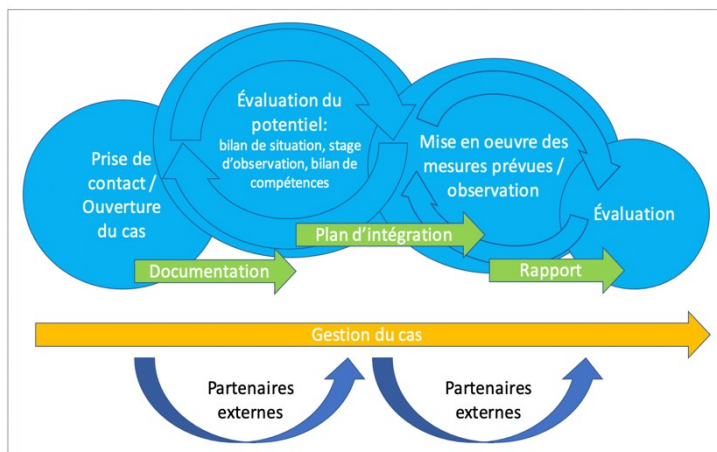 Prise de
contact /
Ouverture
du cas
Évaluation du
potentiel:
bilan de situation, stage
d'observation, bilan de
compétences
Mise en oeuvre des
mesures prévues /
observation
Évaluation
Documentation
Plan d'intégration
Rapport
Gestion du cas
Partenaires
externes
Partenaires
externes